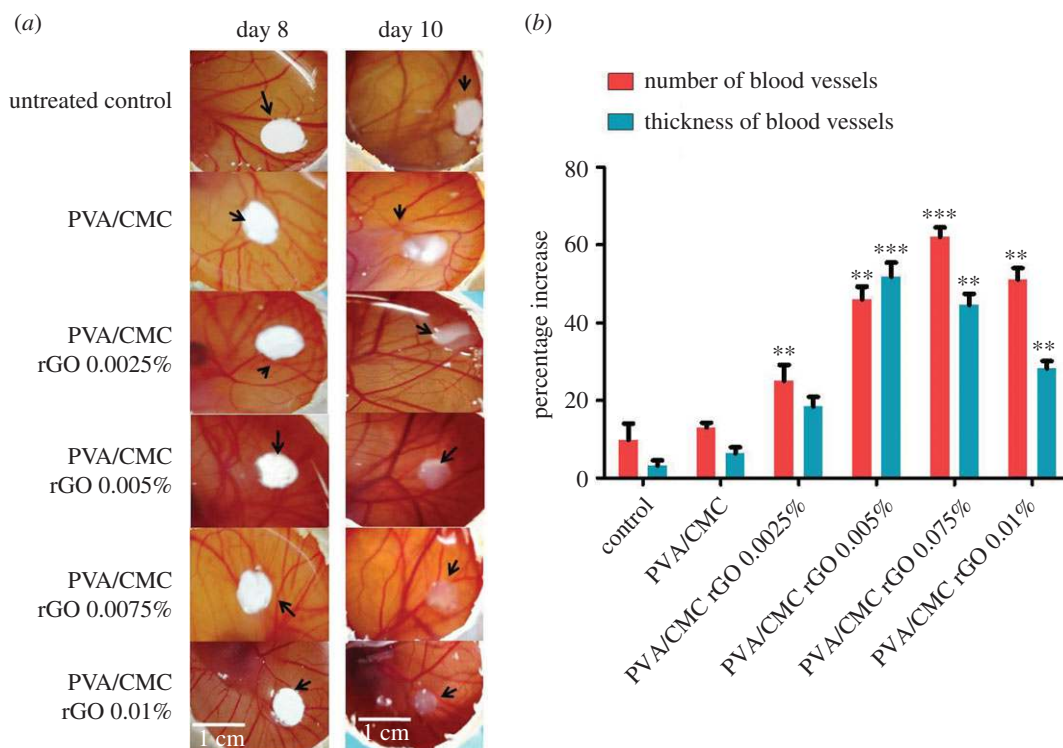 (a)
day 8
day 10
untreated control
PVA/CMC
PVA/CMC
rGO 0.0025%
PVA/CMC
rGO 0.005%
PVA/CMC
rGO 0.0075%
PVA/CMC
rGO 0.01%
1 cm
1 cm
(b)
number of blood vessels
thickness of blood vessels
percentage increase
80
60
40
20
0
**
**
***
***
**
**
**
control
PVA/CMC
PVA/CMC rGO 0.0025%
PVA/CMC rGO 0.005%
PVA/CMC rGO 0.075%
PVA/CMC rGO 0.01%